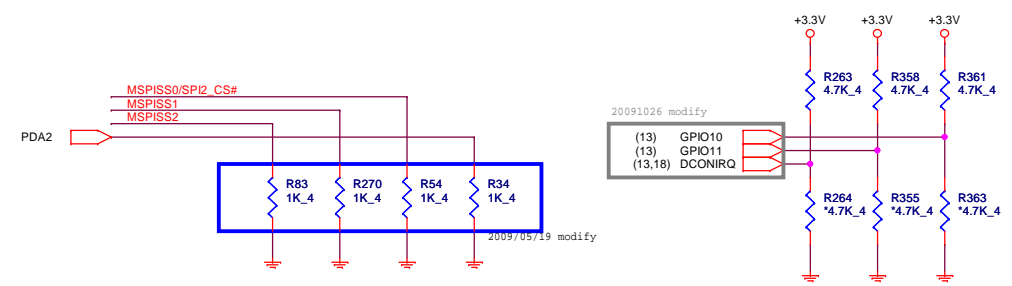 MSPISS0/SPI2_CS#
MSPISS1
MSPISS2
PDA2
R83
1K_4
R270
1K_4
R54
1K_4
R34
1K_4
2009/05/19 modify
+3.3V
+3.3V
+3.3V
R263
4.7K_4
R358
4.7K_4
R361
4.7K_4
20091026 modify
(13) GPIO10
(13) GPIO11
(13,18) DCONIRQ
R264
*4.7K_4
R355
*4.7K_4
R363
*4.7K_4